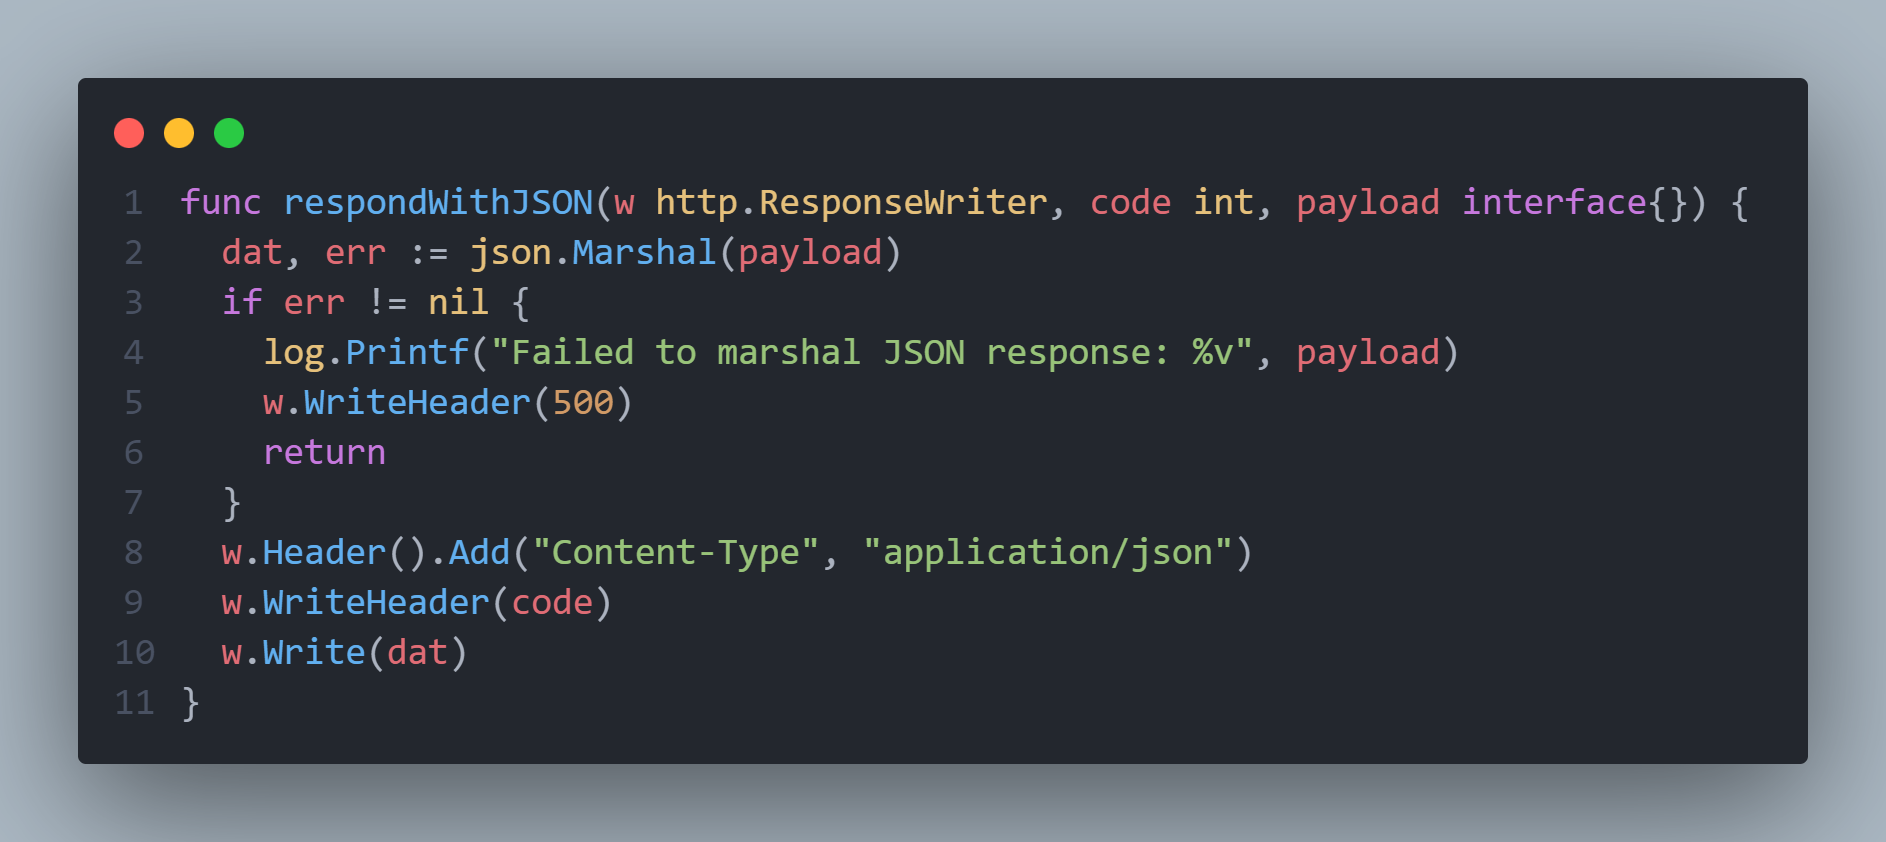 1 func respondWithJSON(w http.ResponseWriter, code int, payload interface{}) {
2   dat, err := json.Marshal(payload)
3   if err != nil {
4     log.Printf("Failed to marshal JSON response: %v", payload)
5     w.WriteHeader(500)
6     return
7   }
8   w.Header().Add("Content-Type", "application/json")
9   w.WriteHeader(code)
10   w.Write(dat)
11 }